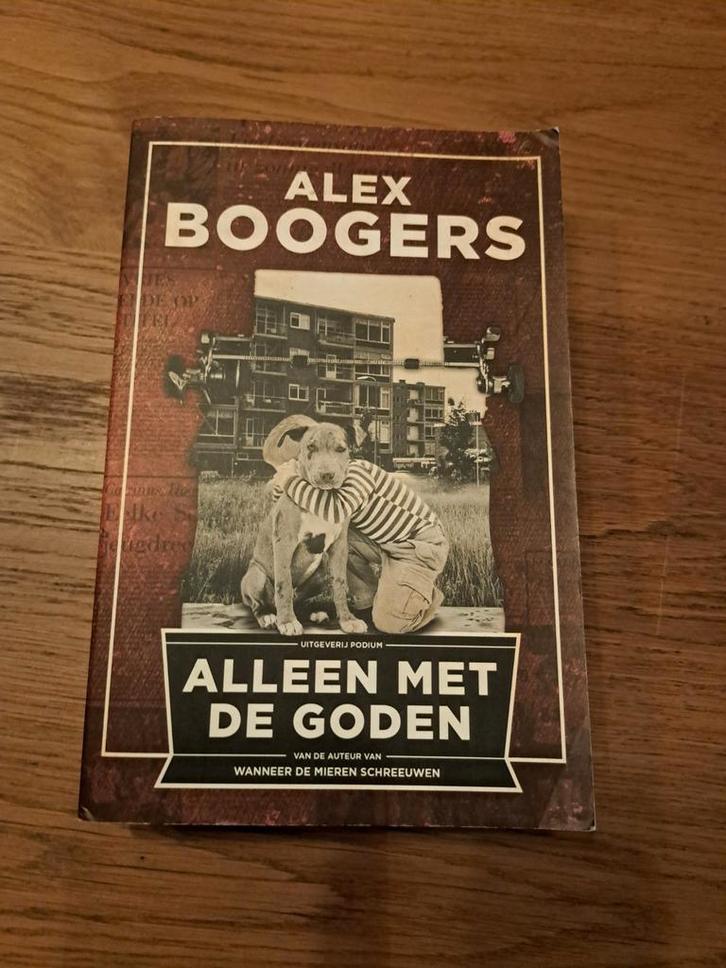 ALEX
BOOGERS
UITGEVERIJ PODIUM
ALLEEN MET
DE GODEN
VAN DE AUTEUR VAN
WANNEER DE MIEREN SCHREEUWEN